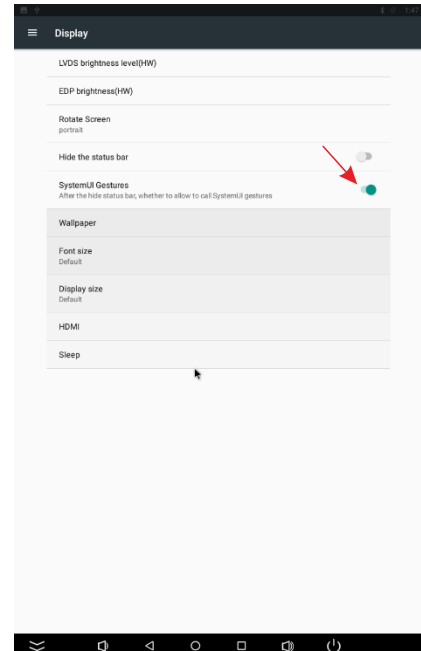 1:47
Display
LVDS brightness level(HW)
EDP brightness(HW)
Rotate Screen
portrait
Hide the status bar
SystemUI Gestures
After the hide status bar, whether to allow to call SystemUI gestures
Wallpaper
Font size
Default
Display size
Default
HDMI
Sleep